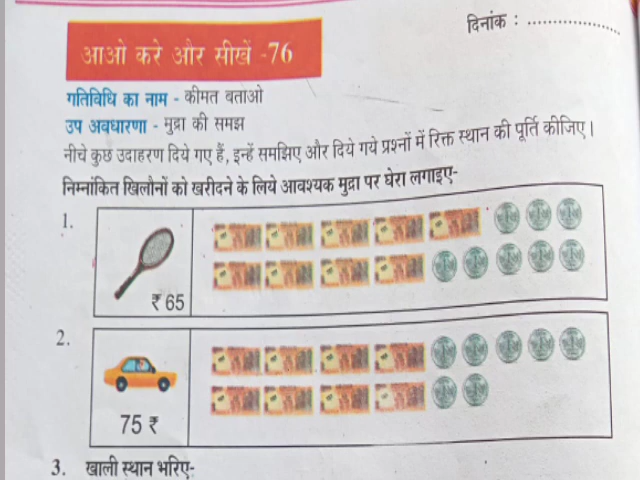 दिनांक : ........................
आओ करे और सीखें -76
गतिविधि का नाम - कीमत बताओ
उप अवधारणा - मुद्रा की समझ
नीचे कुछ उदाहरण दिये गए हैं, इन्हें समझिए और दिये गये प्रश्नों में रिक्त स्थान की पूर्ति कीजिए।
निम्नांकित खिलौनों को खरीदने के लिये आवश्यक मुद्रा पर घेरा लगाइए-
1.
₹ 65
2.
75 ₹
3. खाली स्थान भरिए-